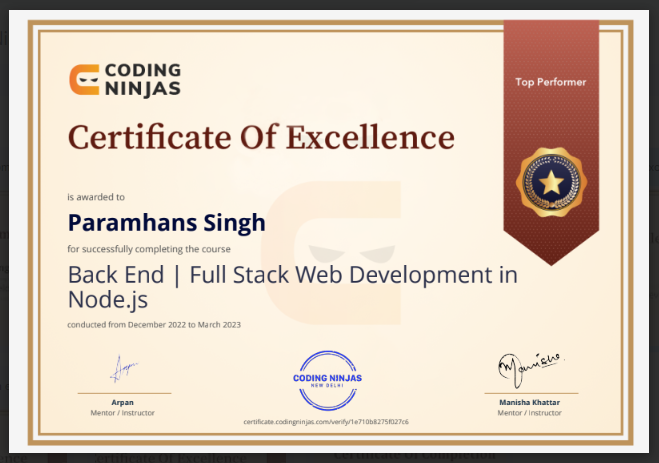 CODING
NINJAS
Top Performer
Certificate Of Excellence
is awarded to
Paramhans Singh
for successfully completing the course
Back End | Full Stack Web Development in
Node.js
conducted from December 2022 to March 2023
Arpan
Manishe
CODING NINJAS
NEW DELHI
Arpan
Mentor / Instructor
Manisha Khattar
Mentor / Instructor
certificate.codingninjas.com/verify/1e710b8275f027c6